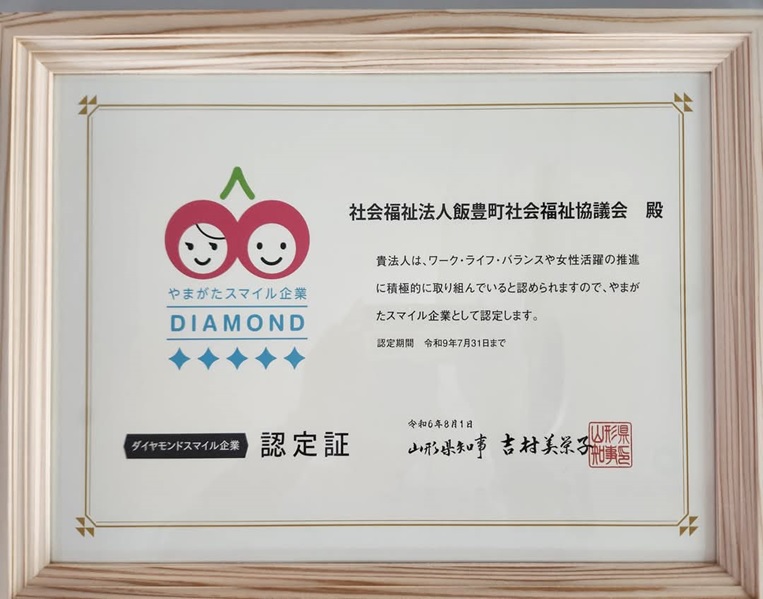 社会福祉法人飯豊町社会福祉協議会　殿
貴法人は、ワーク・ライフ・バランスや女性活躍の推進
に積極的に取り組んでいると認められますので、やまが
たスマイル企業として認定します。
認定期間　令和9年7月31日まで
やまがたスマイル企業
DIAMOND
ダイヤモンドスマイル企業
認定証
令和6年8月1日
山形県知事　吉村美栄子
山形県
知事印